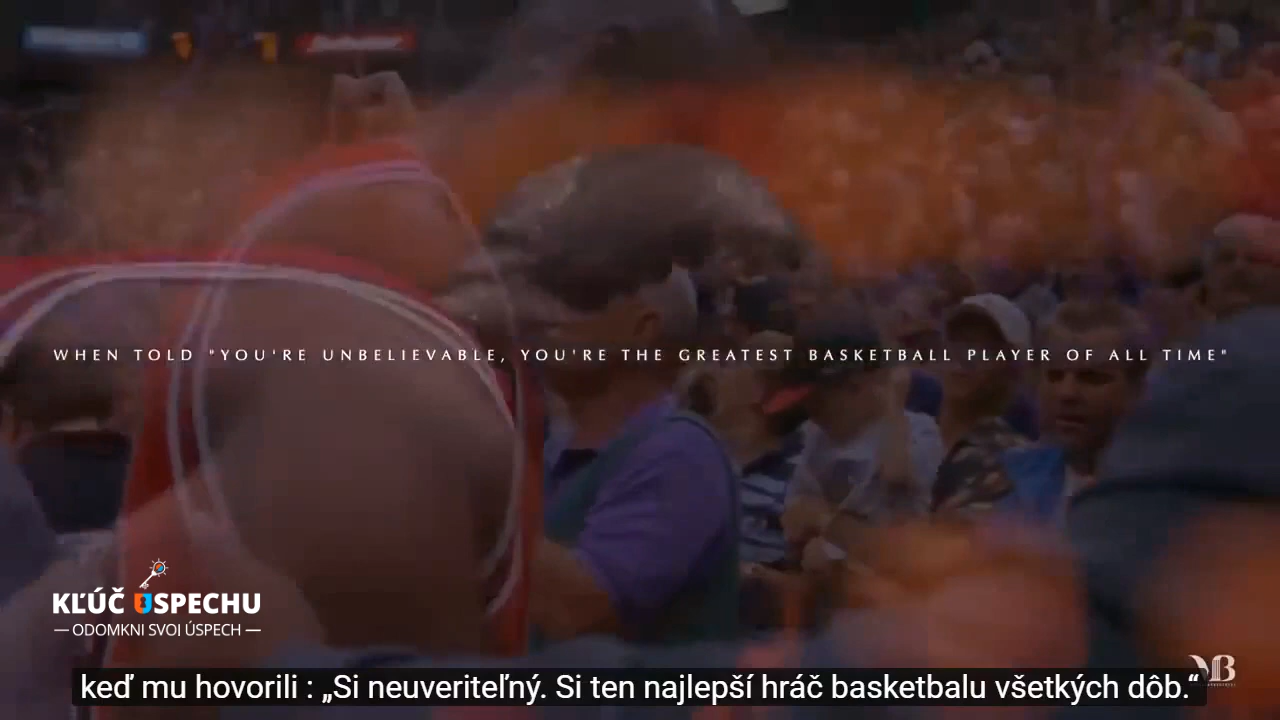 WHEN TOLD "YOU'RE UNBELIEVABLE, YOU'RE THE GREATEST BASKETBALL PLAYER OF ALL TIME"
KĽÚČ ÚSPECHU
— ODOMKNI SVOJ ÚSPECH —
keď mu hovorili : „Si neuveriteľný. Si ten najlepší hráč basketbalu všetkých dôb.“